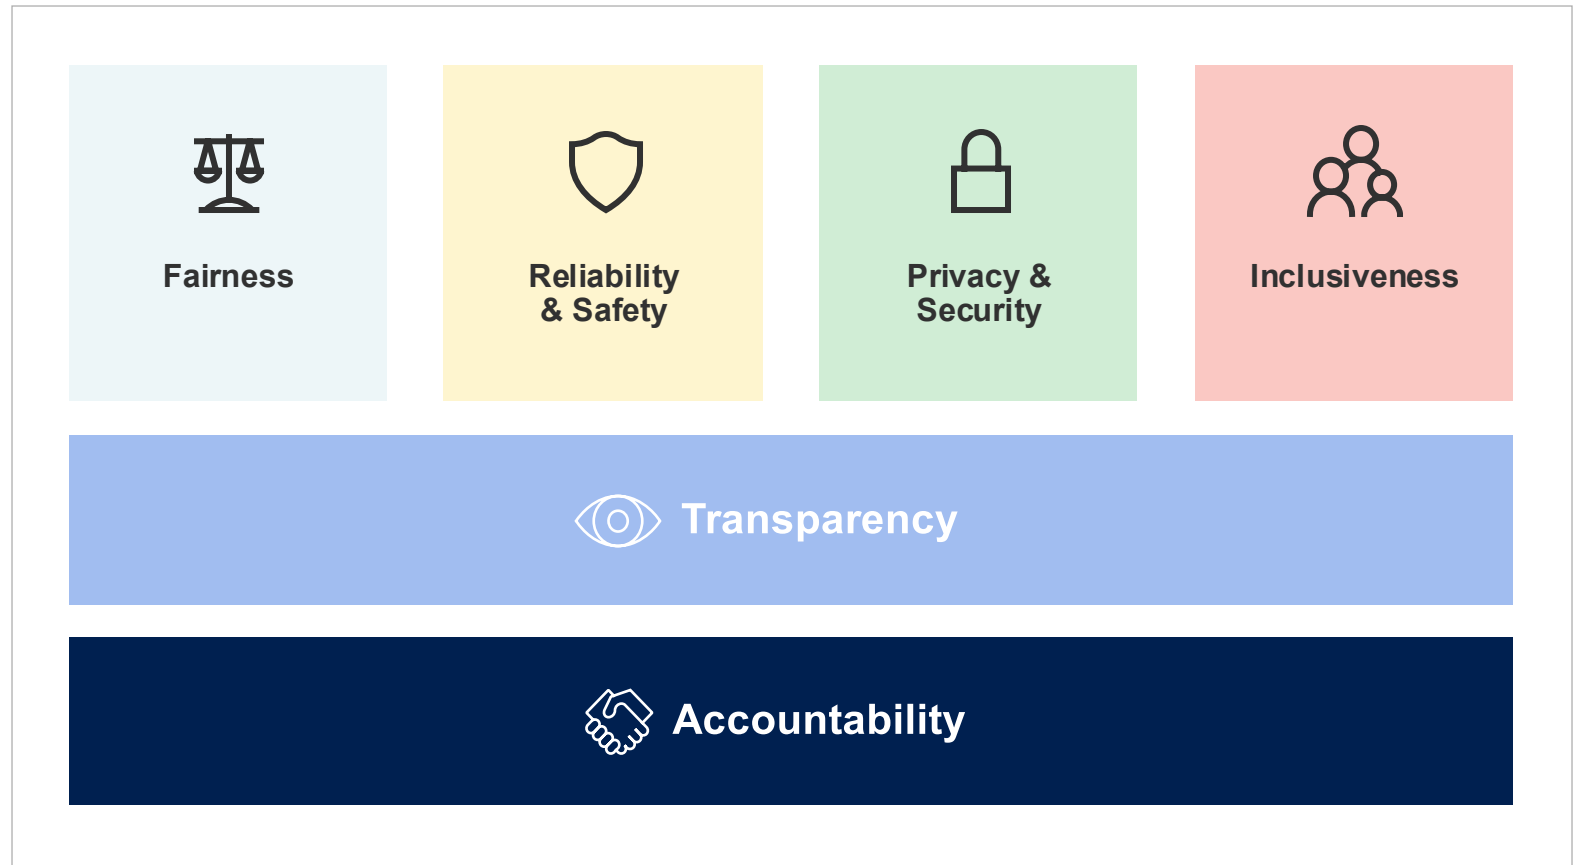 Fairness
Reliability
& Safety
Privacy &
Security
Inclusiveness
Transparency
Accountability